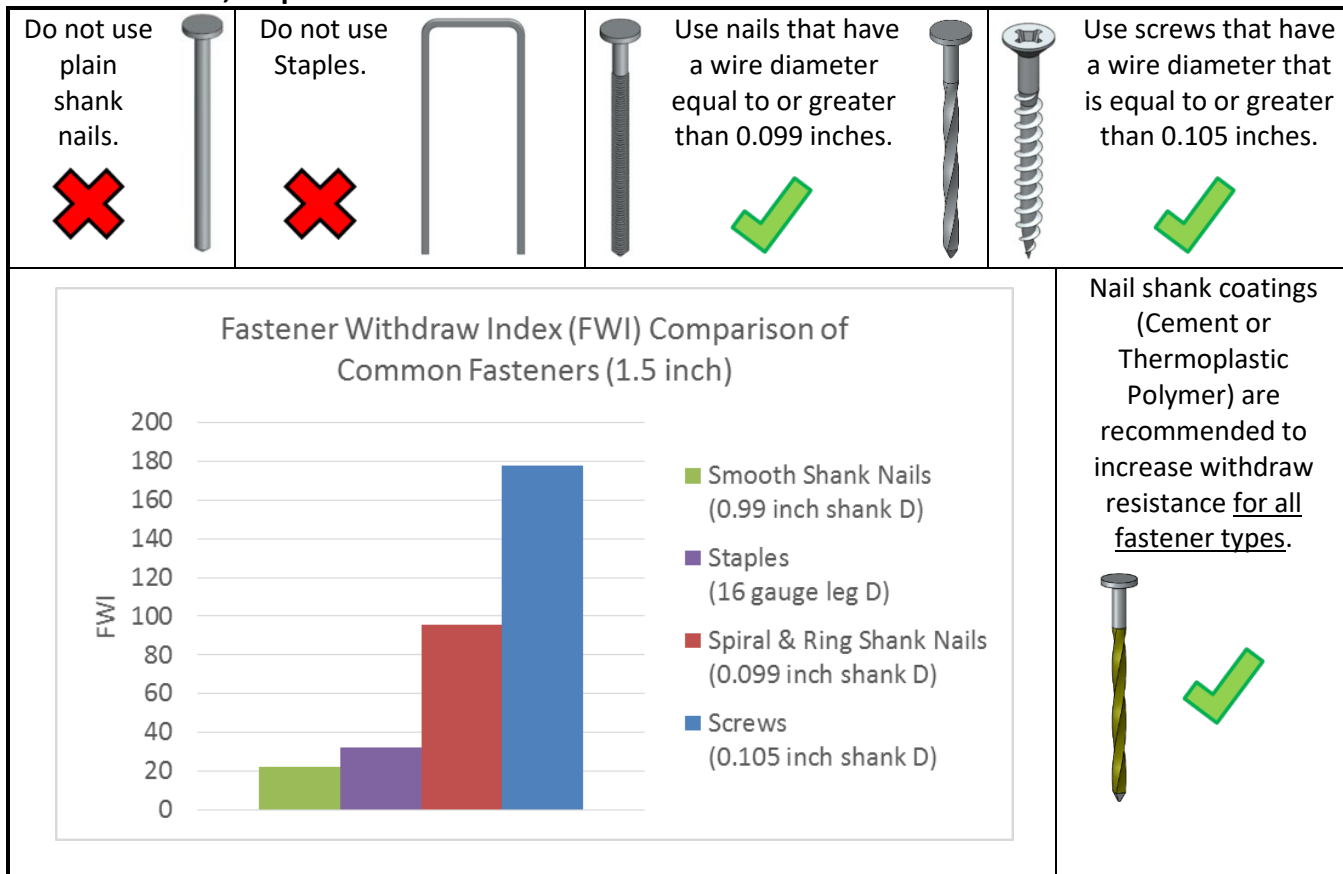 Do not use
plain
shank
nails.
Do not use
Staples.
Use nails that have
a wire diameter
equal to or greater
than 0.099 inches.
Use screws that have
a wire diameter that
is equal to or greater
than 0.105 inches.
Fastener Withdraw Index (FWI) Comparison of
Common Fasteners (1.5 inch)
FWI
200
180
160
140
120
100
80
60
40
20
0
Smooth Shank Nails
(0.99 inch shank D)
Staples
(16 gauge leg D)
Spiral & Ring Shank Nails
(0.099 inch shank D)
Screws
(0.105 inch shank D)
Nail shank coatings
(Cement or
Thermoplastic
Polymer) are
recommended to
increase withdraw
resistance for all
fastener types.